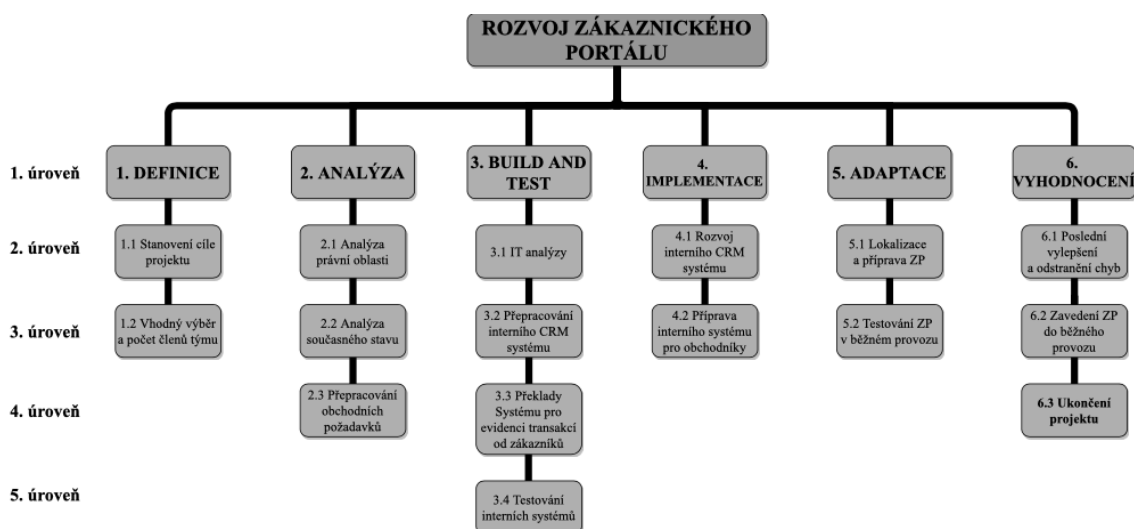 ROZVOJ ZÁKAZNICKÉHO
PORTÁLU
1. úroveň
1. DEFINICE
2. ANALÝZA
3. BUILD AND
TEST
4.
IMPLEMENTACE
5. ADAPTACE
6.
VYHODNOCENÍ
2. úroveň
1.1 Stanovení cíle
projektu
2.1 Analýza
právní oblasti
3.1 IT analýzy
4.1 Rozvoj
interního CRM
systému
5.1 Lokalizace
a příprava ZP
6.1 Poslední
vylepšení
a odstranění chyb
3. úroveň
1.2 Vhodný výběr
a počet členů týmu
2.2 Analýza
současného stavu
3.2 Přepracování
interního CRM
systému
4.2 Příprava
interního systému
pro obchodníky
5.2 Testování ZP
v běžném provozu
6.2 Zavedení ZP
do běžného
provozu
4. úroveň
2.3 Přepracování
obchodních
požadavků
3.3 Překlady
Systému pro
evidenci transakcí
od zákazníků
6.3 Ukončení
projektu
5. úroveň
3.4 Testování
interních systémů